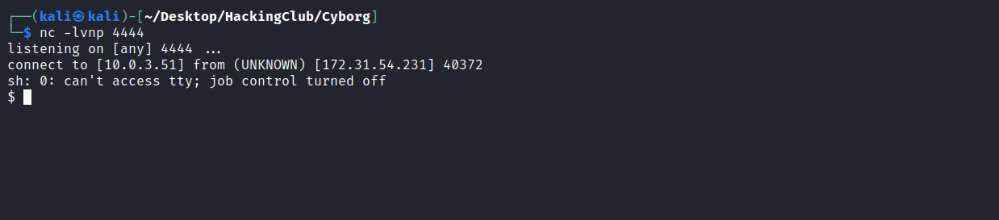 ┌──(kali㉿kali)-[~/Desktop/HackingClub/Cyborg]
└─$ nc -lvnp 4444
listening on [any] 4444 ...
connect to [10.0.3.51] from (UNKNOWN) [172.31.54.231] 40372
sh: 0: can't access tty; job control turned off
$